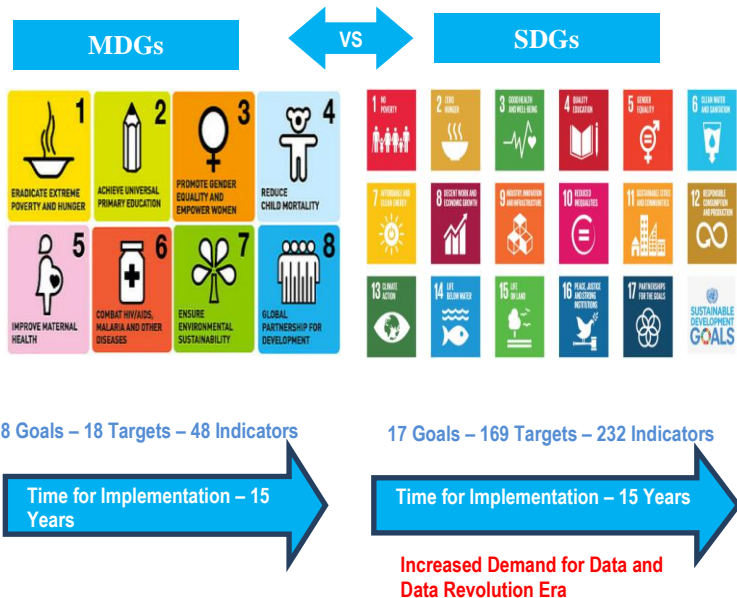 MDGs
VS
SDGs
1
ERADICATE EXTREME
POVERTY AND HUNGER
2
ACHIEVE UNIVERSAL
PRIMARY EDUCATION
3
PROMOTE GENDER
EQUALITY AND
EMPOWER WOMEN
4
REDUCE
CHILD MORTALITY
5
IMPROVE MATERNAL
HEALTH
6
COMBAT HIV/AIDS,
MALARIA AND OTHER
DISEASES
7
ENSURE
ENVIRONMENTAL
SUSTAINABILITY
8
GLOBAL
PARTNERSHIP FOR
DEVELOPMENT
1 NO
POVERTY
2 ZERO
HUNGER
3 GOOD HEALTH
AND WELL-BEING
4 QUALITY
EDUCATION
5 GENDER
EQUALITY
6 CLEAN WATER
AND SANITATION
7 AFFORDABLE AND
CLEAN ENERGY
8 DECENT WORK AND
ECONOMIC GROWTH
9 INDUSTRY, INNOVATION
AND INFRASTRUCTURE
10 REDUCED
INEQUALITIES
11 SUSTAINABLE CITIES
AND COMMUNITIES
12 RESPONSIBLE
CONSUMPTION
AND PRODUCTION
13 CLIMATE
ACTION
14 LIFE
BELOW WATER
15 LIFE
ON LAND
16 PEACE, JUSTICE
AND STRONG
INSTITUTIONS
17 PARTNERSHIPS
FOR THE GOALS
SUSTAINABLE
DEVELOPMENT
GOALS
8 Goals – 18 Targets – 48 Indicators
17 Goals – 169 Targets – 232 Indicators
Time for Implementation – 15
Years
Time for Implementation – 15 Years
Increased Demand for Data and
Data Revolution Era